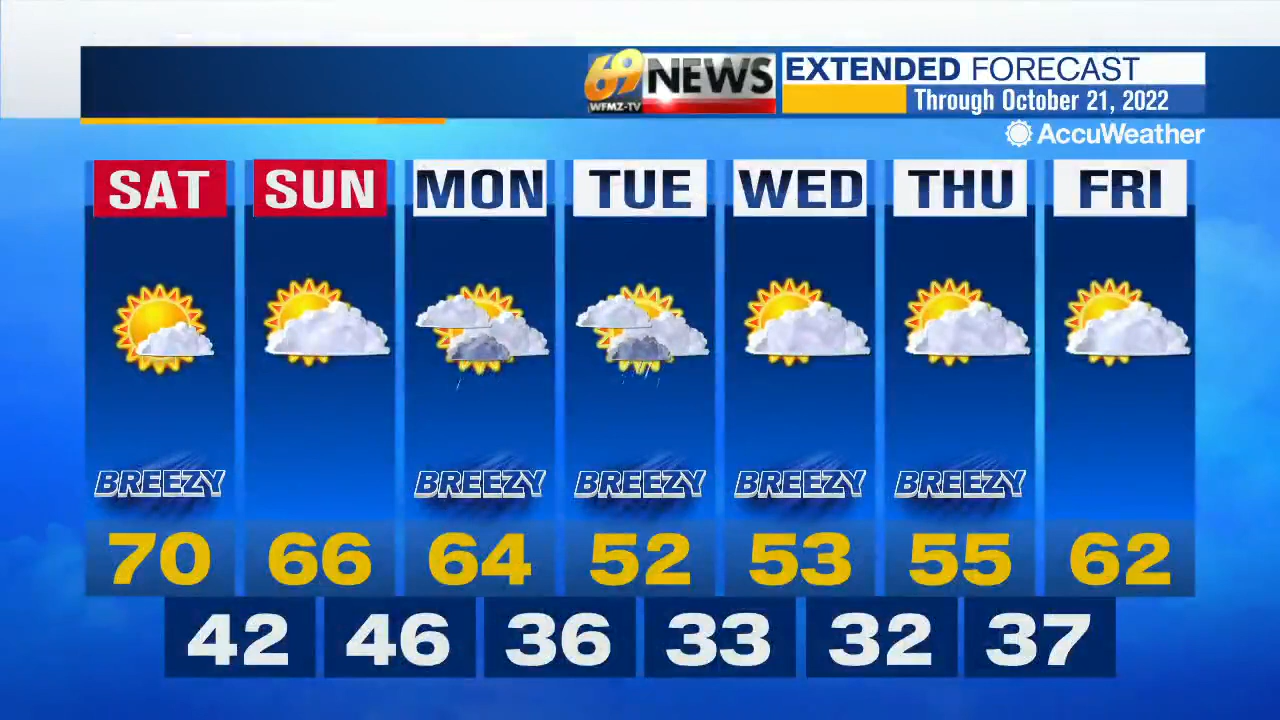 69 NEWS
WFMZ-TV
EXTENDED FORECAST
Through October 21, 2022
AccuWeather
SAT SUN MON TUE WED THU FRI
BREEZY BREEZY BREEZY BREEZY BREEZY
70 66 64 52 53 55 62
42 46 36 33 32 37